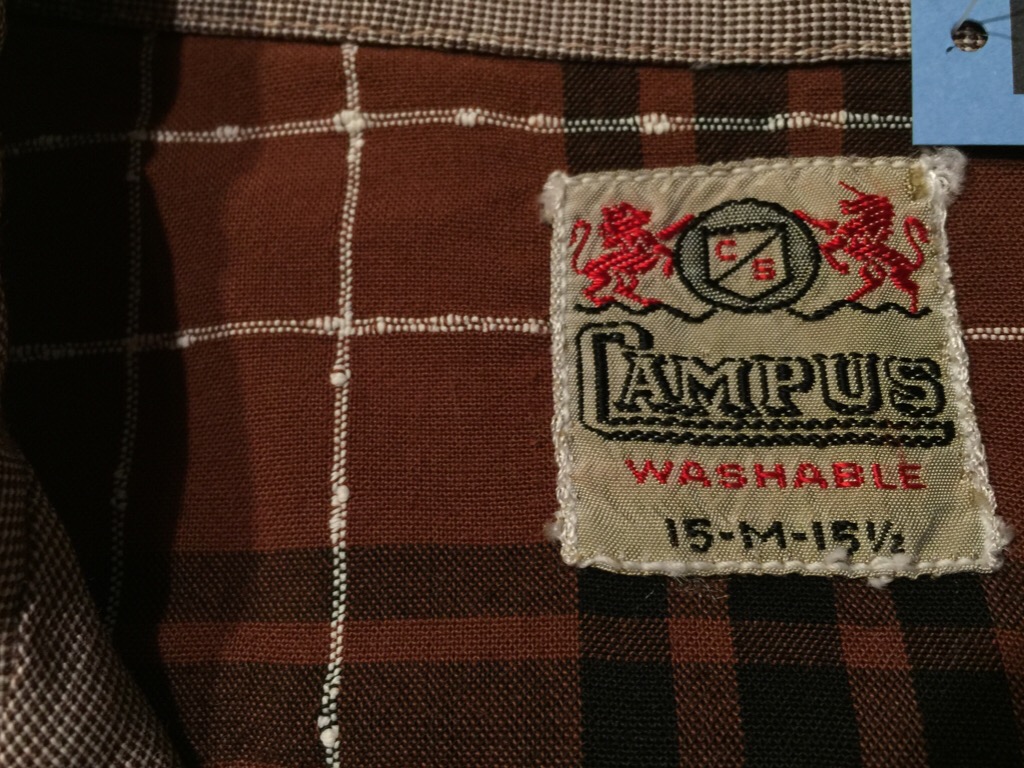 C S
CAMPUS
WASHABLE
15-M-15½